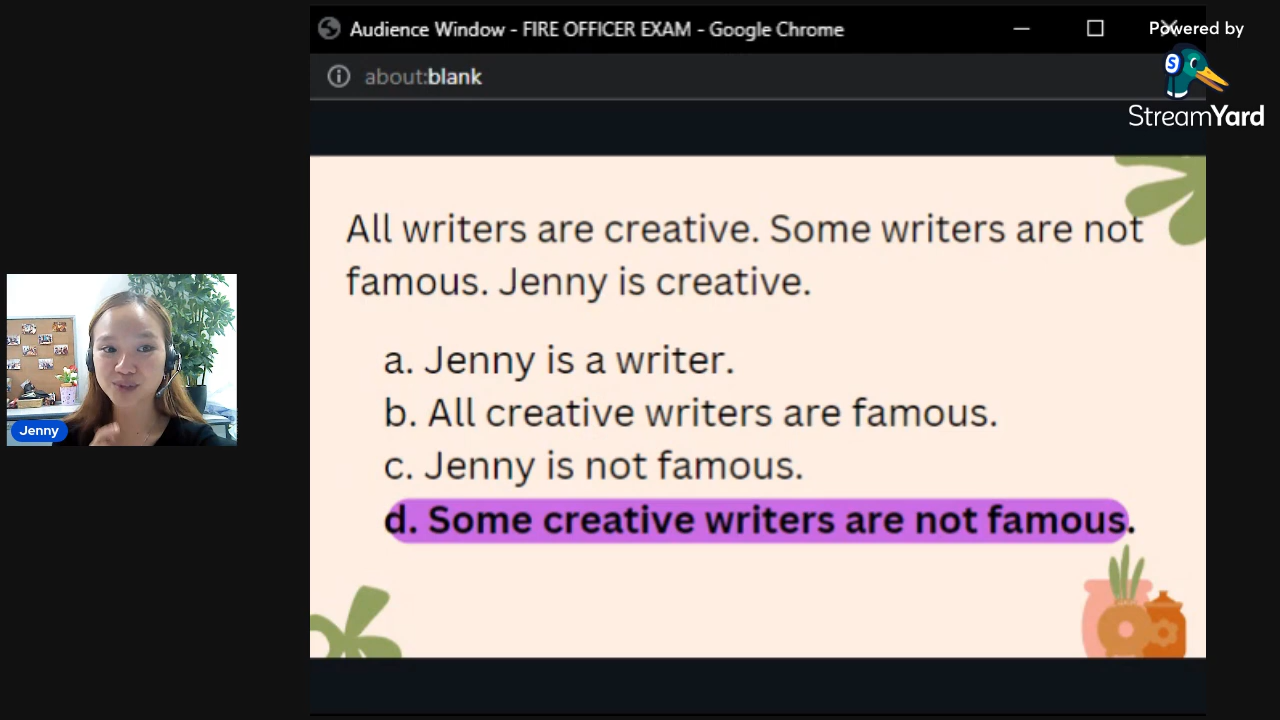 Audience Window - FIRE OFFICER EXAM - Google Chrome
Powered by
about:blank
S
StreamYard
All writers are creative. Some writers are not
famous. Jenny is creative.
a. Jenny is a writer.
b. All creative writers are famous.
c. Jenny is not famous.
d. Some creative writers are not famous.
Jenny